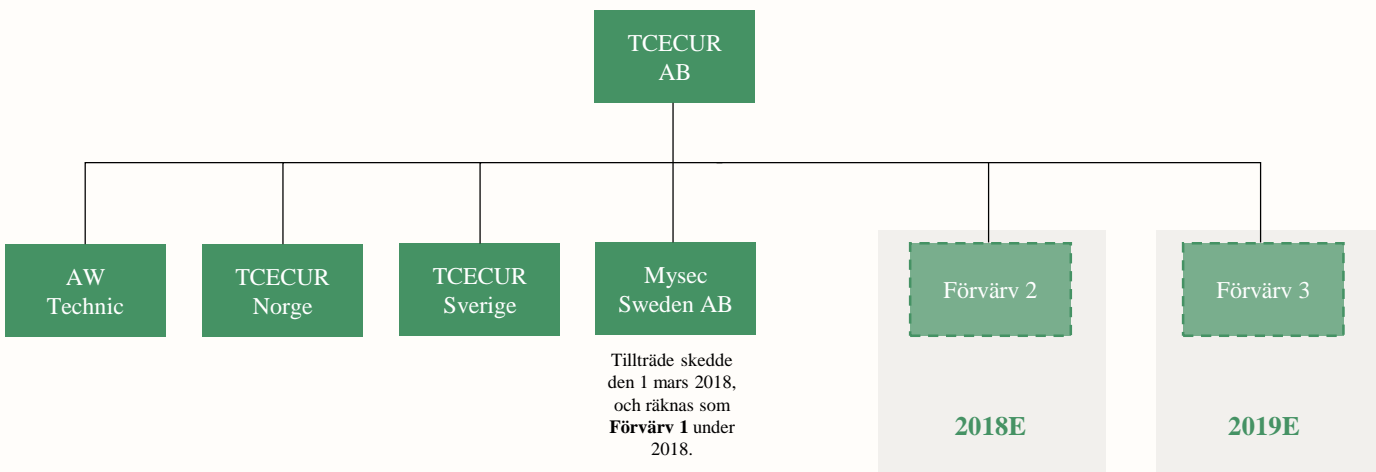 TCECUR
AB
AW
Technic
TCECUR
Norge
TCECUR
Sverige
Mysec
Sweden AB
Förvärv 2
Förvärv 3
Tillträde skedde
den 1 mars 2018,
och räknas som
Förvärv 1 under
2018.
2018E
2019E